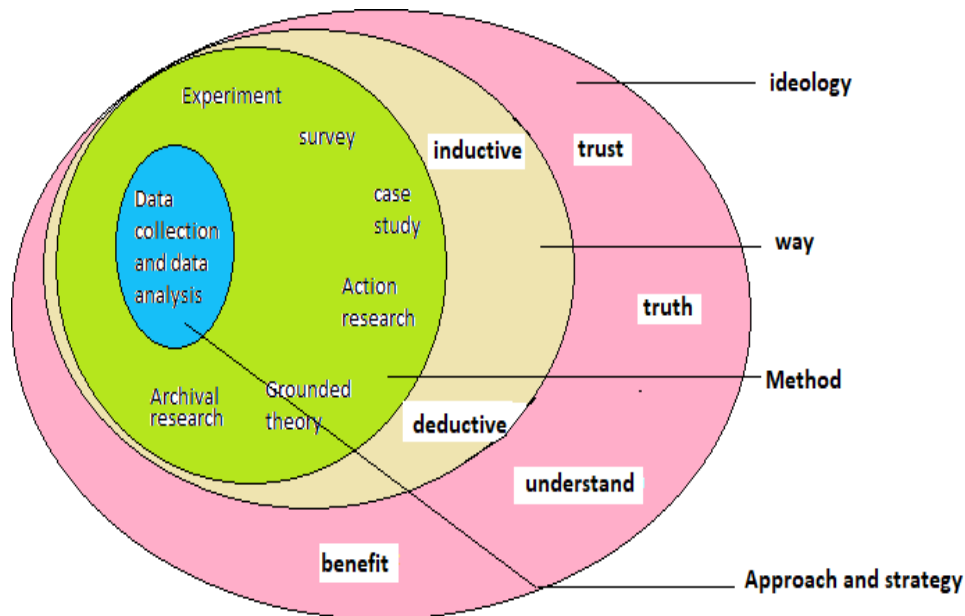 Experiment
survey
Data
collection
and data
analysis
case
study
Action
research
Archival
research
Grounded
theory
inductive
deductive
trust
truth
understand
benefit
ideology
way
Method
Approach and strategy